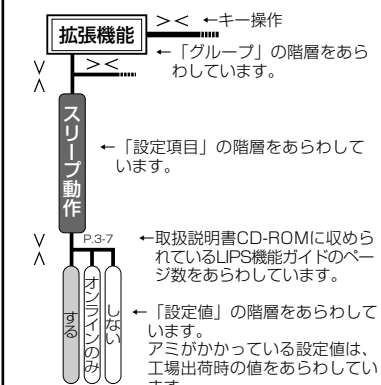 ＞＜ ←キー操作
拡張機能
←「グループ」の階層をあら
わしています。
＞＜
＜＞
スリープ動作
←「設定項目」の階層をあらわして
います。
P.3-7
←取扱説明書CD-ROMに収めら
れているLIPS機能ガイドのペー
ジ数をあらわしています。
＜＞
する
オンラインのみ
しない
←「設定値」の階層をあらわして
います。
アミがかかっている設定値は、
工場出荷時の値をあらわしてい
ます